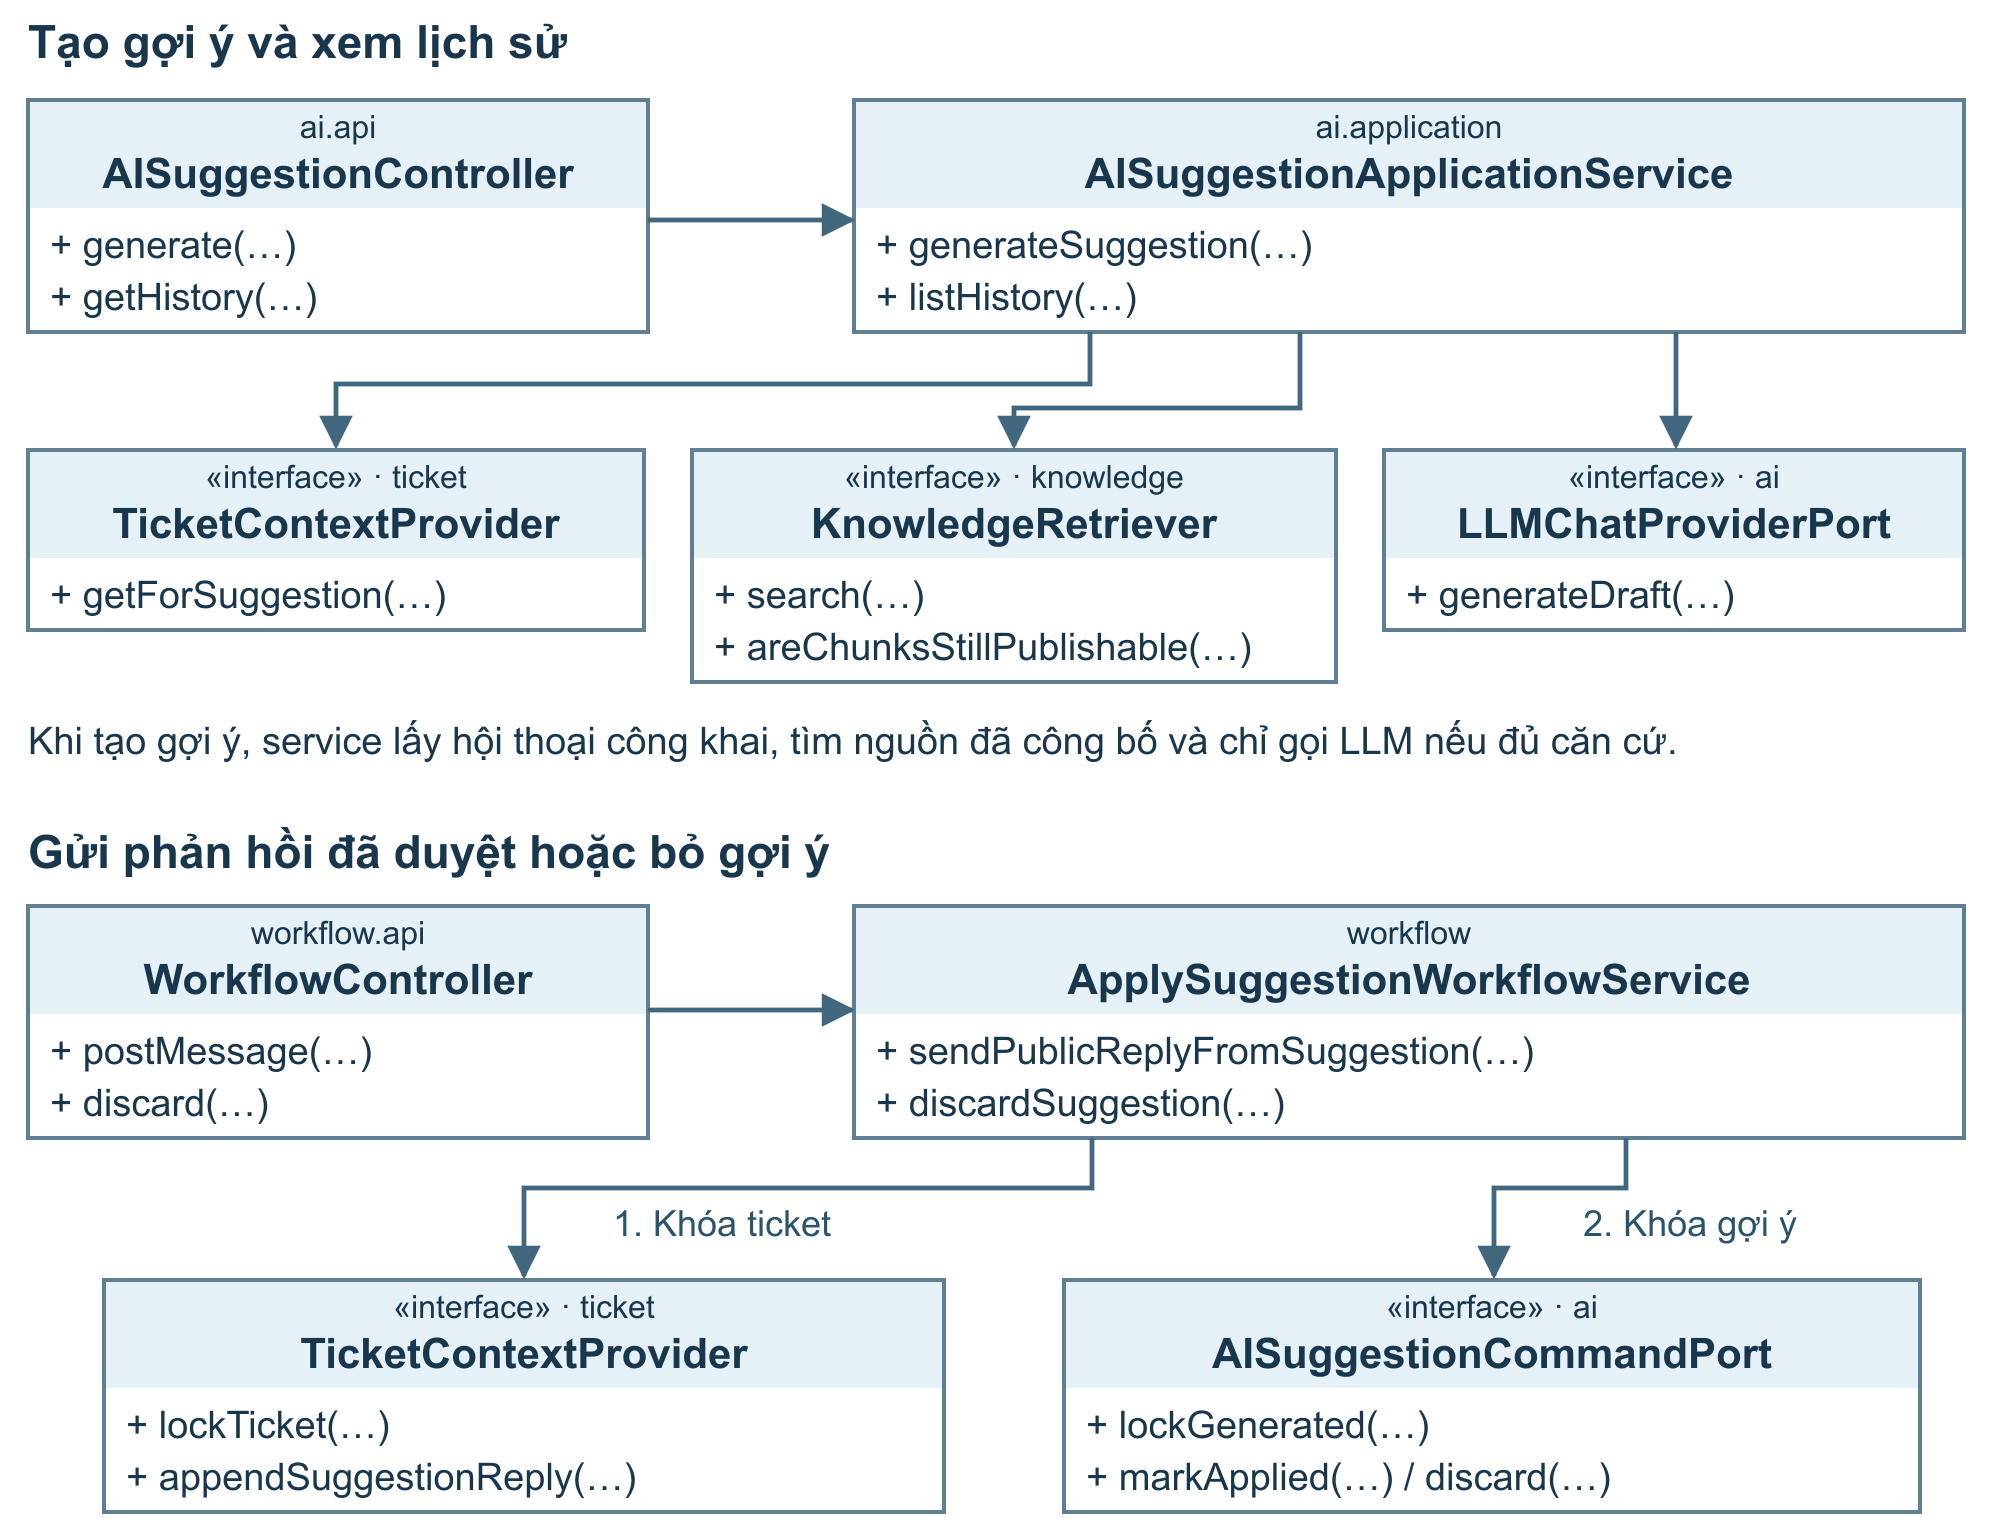 Tạo gợi ý và xem lịch sử
ai.api
AISuggestionController
+ generate(…)
+ getHistory(…)
ai.application
AISuggestionApplicationService
+ generateSuggestion(…)
+ listHistory(…)
«interface» · ticket
TicketContextProvider
+ getForSuggestion(…)
«interface» · knowledge
KnowledgeRetriever
+ search(…)
+ areChunksStillPublishable(…)
«interface» · ai
LLMChatProviderPort
+ generateDraft(…)
Khi tạo gợi ý, service lấy hội thoại công khai, tìm nguồn đã công bố và chỉ gọi LLM nếu đủ căn cứ.
Gửi phản hồi đã duyệt hoặc bỏ gợi ý
workflow.api
WorkflowController
+ postMessage(…)
+ discard(…)
workflow
ApplySuggestionWorkflowService
+ sendPublicReplyFromSuggestion(…)
+ discardSuggestion(…)
1. Khóa ticket
2. Khóa gợi ý
«interface» · ticket
TicketContextProvider
+ lockTicket(…)
+ appendSuggestionReply(…)
«interface» · ai
AISuggestionCommandPort
+ lockGenerated(…)
+ markApplied(…) / discard(…)